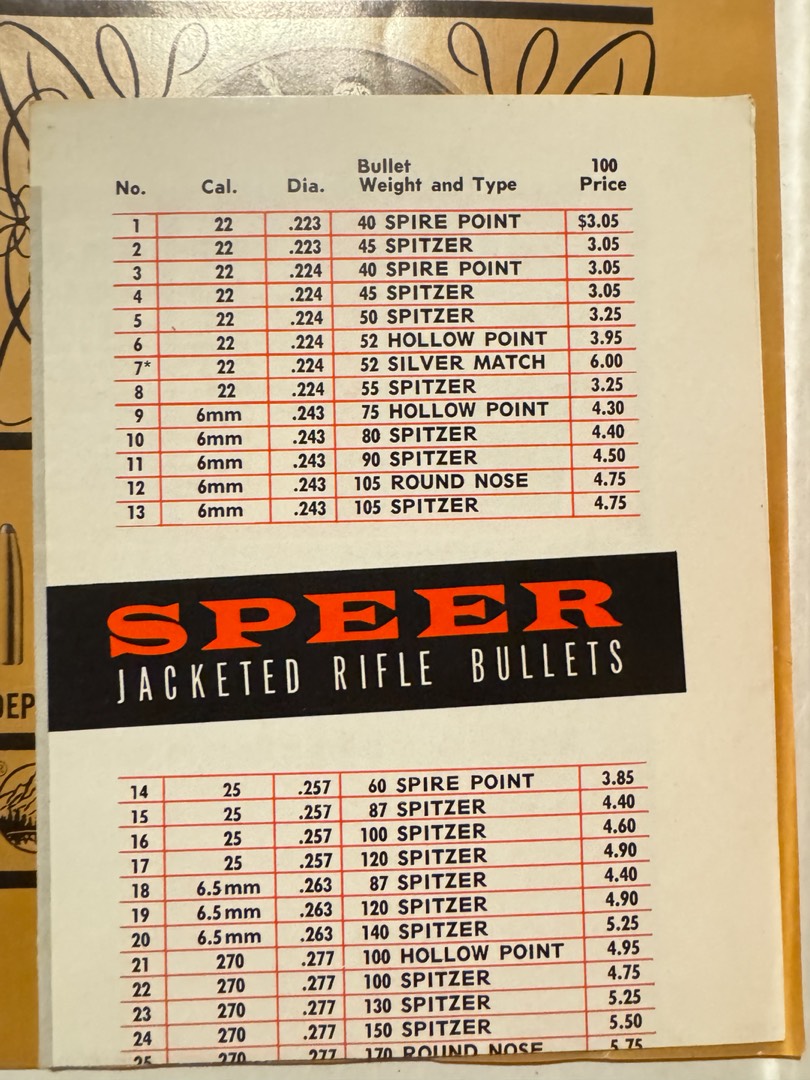 Bullet 100
No. Cal. Dia. Weight and Type Price
1 22 .223 40 SPIRE POINT $3.05
2 22 .223 45 SPITZER 3.05
3 22 .224 40 SPIRE POINT 3.05
4 22 .224 45 SPITZER 3.05
5 22 .224 50 SPITZER 3.25
6 22 .224 52 HOLLOW POINT 3.95
7* 22 .224 52 SILVER MATCH 6.00
8 22 .224 55 SPITZER 3.25
9 6mm .243 75 HOLLOW POINT 4.30
10 6mm .243 80 SPITZER 4.40
11 6mm .243 90 SPITZER 4.50
12 6mm .243 105 ROUND NOSE 4.75
13 6mm .243 105 SPITZER 4.75
SPEER
JACKETED RIFLE BULLETS
14 25 .257 60 SPIRE POINT 3.85
15 25 .257 87 SPITZER 4.40
16 25 .257 100 SPITZER 4.60
17 25 .257 120 SPITZER 4.90
18 6.5mm .263 87 SPITZER 4.40
19 6.5mm .263 120 SPITZER 4.90
20 6.5mm .263 140 SPITZER 5.25
21 270 .277 100 HOLLOW POINT 4.95
22 270 .277 100 SPITZER 4.75
23 270 .277 130 SPITZER 5.25
24 270 .277 150 SPITZER 5.50
25 270 .277 170 ROUND NOSE 5.75